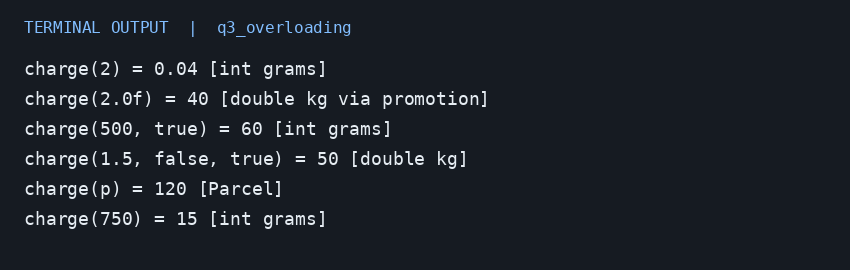 TERMINAL OUTPUT | q3_overloading
charge(2) = 0.04 [int grams]
charge(2.0f) = 40 [double kg via promotion]
charge(500, true) = 60 [int grams]
charge(1.5, false, true) = 50 [double kg]
charge(p) = 120 [Parcel]
charge(750) = 15 [int grams]